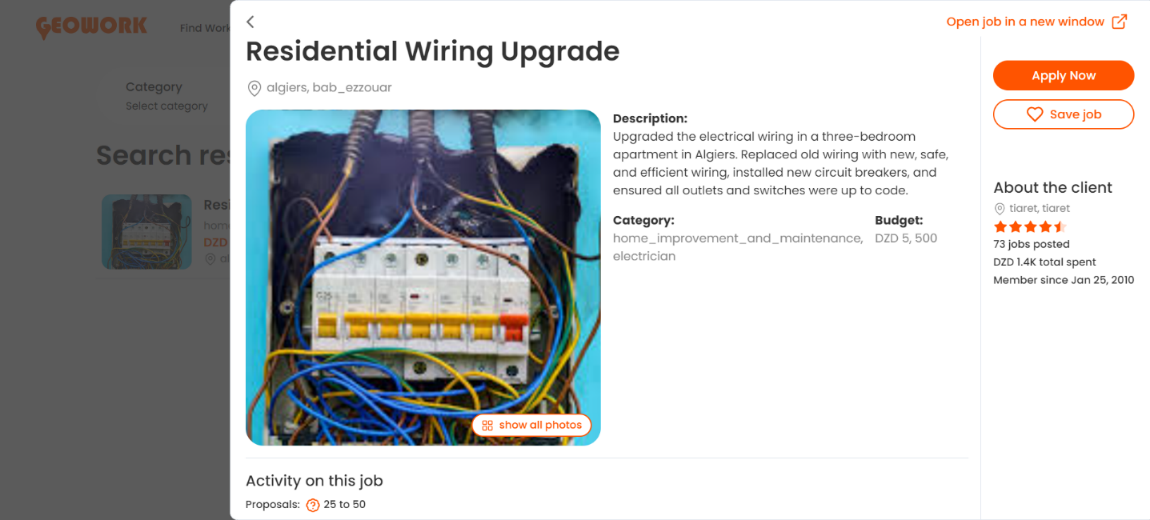 GEOWORK
Find Work
Open job in a new window
Residential Wiring Upgrade
algiers, bab_ezzouar
Category
Select category
Search res
Resi
home
DZD
al
Description:
Upgraded the electrical wiring in a three-bedroom
apartment in Algiers. Replaced old wiring with new, safe,
and efficient wiring, installed new circuit breakers, and
ensured all outlets and switches were up to code.
Category:
home_improvement_and_maintenance,
electrician
Budget:
DZD 5, 500
show all photos
Activity on this job
Proposals: 25 to 50
Apply Now
Save job
About the client
tiaret, tiaret
73 jobs posted
DZD 1.4K total spent
Member since Jan 25, 2010